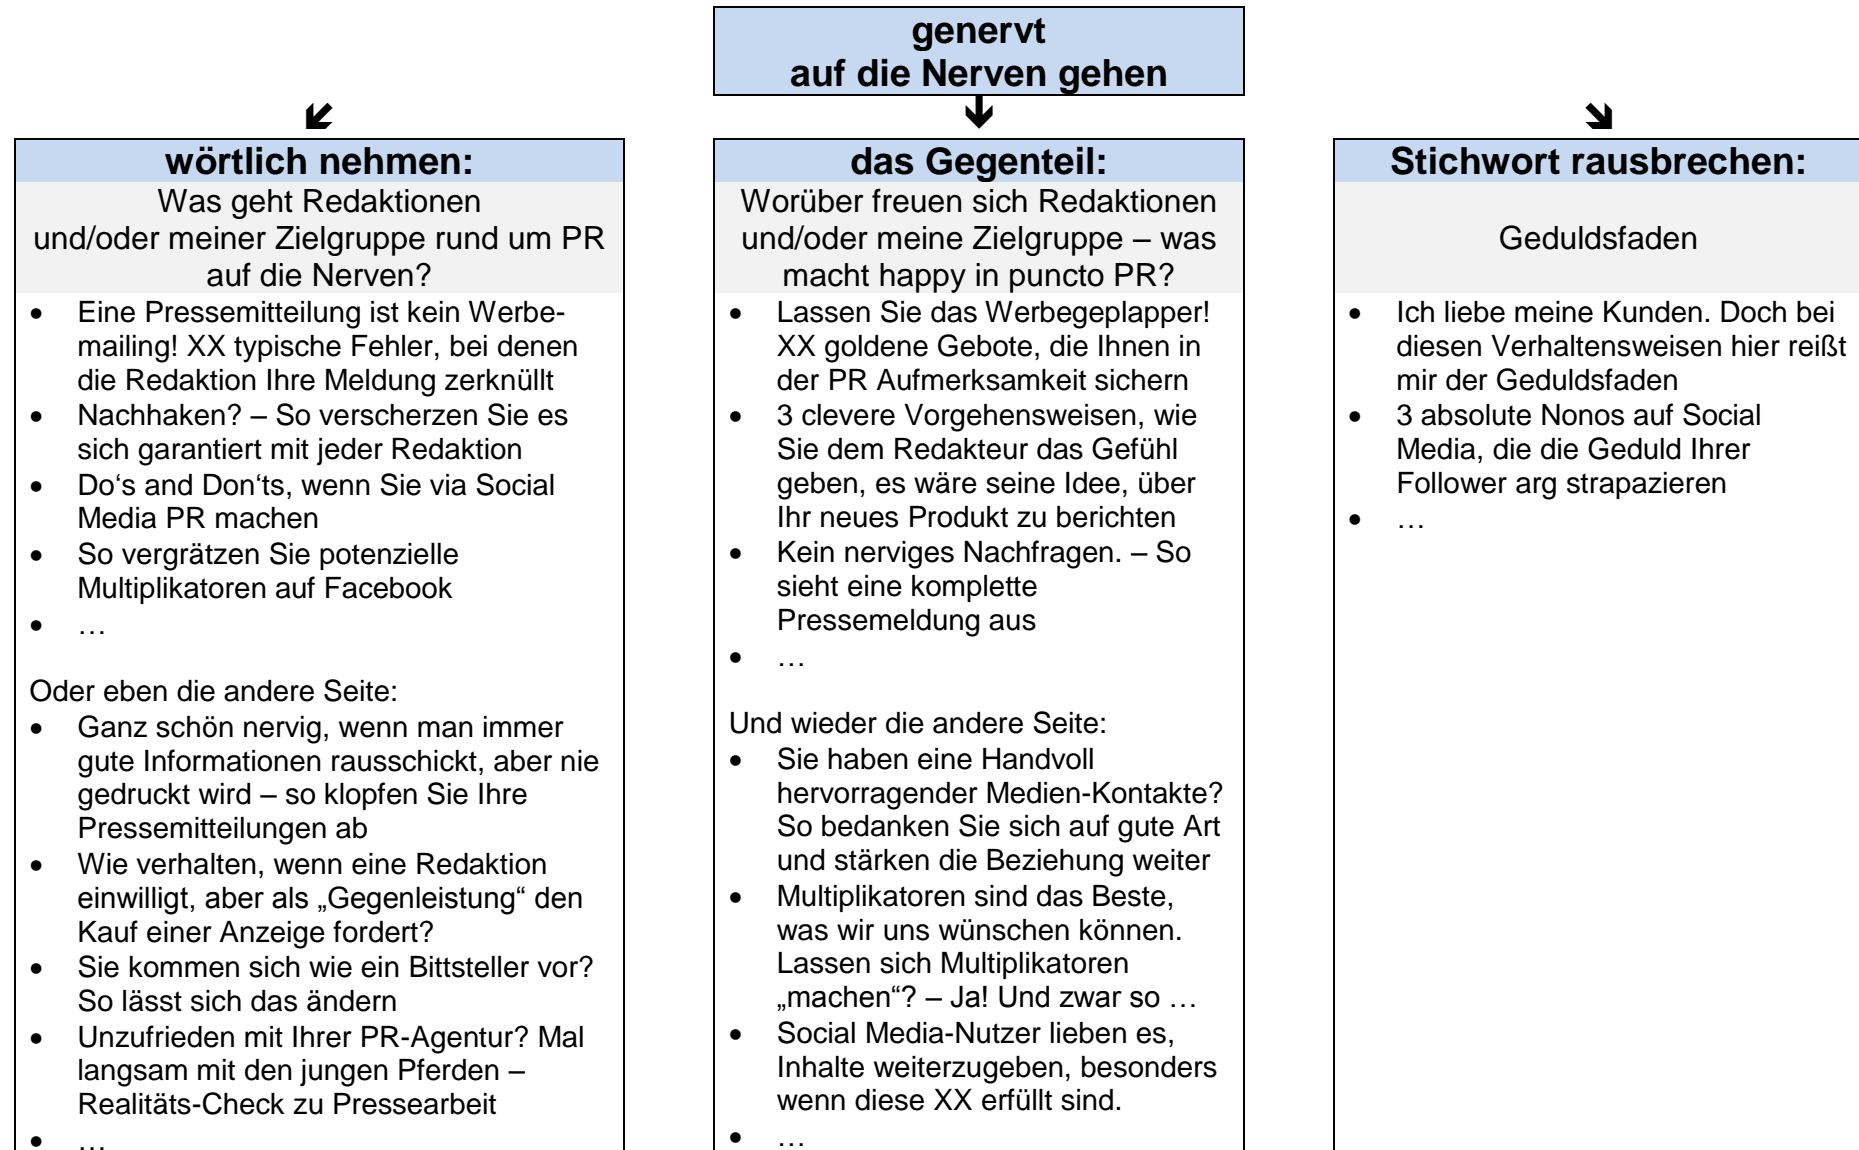 genervt
auf die Nerven gehen
wörtlich nehmen:
Was geht Redaktionen
und/oder meiner Zielgruppe rund um PR
auf die Nerven?
• Eine Pressemitteilung ist kein Werbe-
mailing! XX typische Fehler, bei denen
die Redaktion Ihre Meldung zerknüllt
• Nachhaken? – So verscherzen Sie es
sich garantiert mit jeder Redaktion
• Do‘s and Don‘ts, wenn Sie via Social
Media PR machen
• So vergrätzen Sie potenzielle
Multiplikatoren auf Facebook
• …
Oder eben die andere Seite:
• Ganz schön nervig, wenn man immer
gute Informationen rausschickt, aber nie
gedruckt wird – so klopfen Sie Ihre
Pressemitteilungen ab
• Wie verhalten, wenn eine Redaktion
einwilligt, aber als „Gegenleistung“ den
Kauf einer Anzeige fordert?
• Sie kommen sich wie ein Bittsteller vor?
So lässt sich das ändern
• Unzufrieden mit Ihrer PR-Agentur? Mal
langsam mit den jungen Pferden –
Realitäts-Check zu Pressearbeit
• …
das Gegenteil:
Worüber freuen sich Redaktionen
und/oder meine Zielgruppe – was
macht happy in puncto PR?
• Lassen Sie das Werbegeplapper!
XX goldene Gebote, die Ihnen in
der PR Aufmerksamkeit sichern
• 3 clevere Vorgehensweisen, wie
Sie dem Redakteur das Gefühl
geben, es wäre seine Idee, über
Ihr neues Produkt zu berichten
• Kein nerviges Nachfragen. – So
sieht eine komplette
Pressemeldung aus
• …
Und wieder die andere Seite:
• Sie haben eine Handvoll
hervorragender Medien-Kontakte?
So bedanken Sie sich auf gute Art
und stärken die Beziehung weiter
• Multiplikatoren sind das Beste,
was wir uns wünschen können.
Lassen sich Multiplikatoren
„machen“? – Ja! Und zwar so …
• Social Media-Nutzer lieben es,
Inhalte weiterzugeben, besonders
wenn diese XX erfüllt sind.
• …
Stichwort rausbrechen:
Geduldsfaden
• Ich liebe meine Kunden. Doch bei
diesen Verhaltensweisen hier reißt
mir der Geduldsfaden
• 3 absolute Nonos auf Social
Media, die die Geduld Ihrer
Follower arg strapazieren
• …